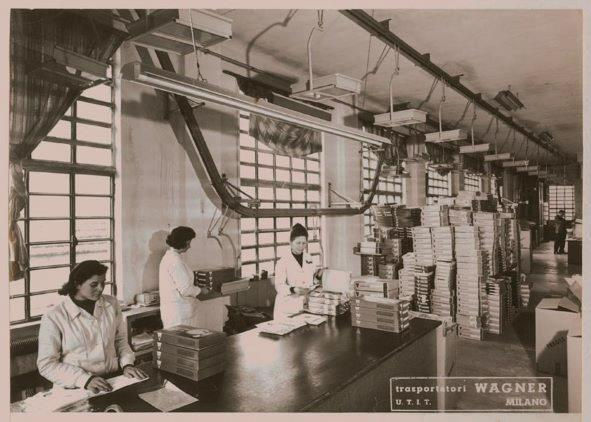 trasportatori WAGNER
U. T. I. T. MILANO